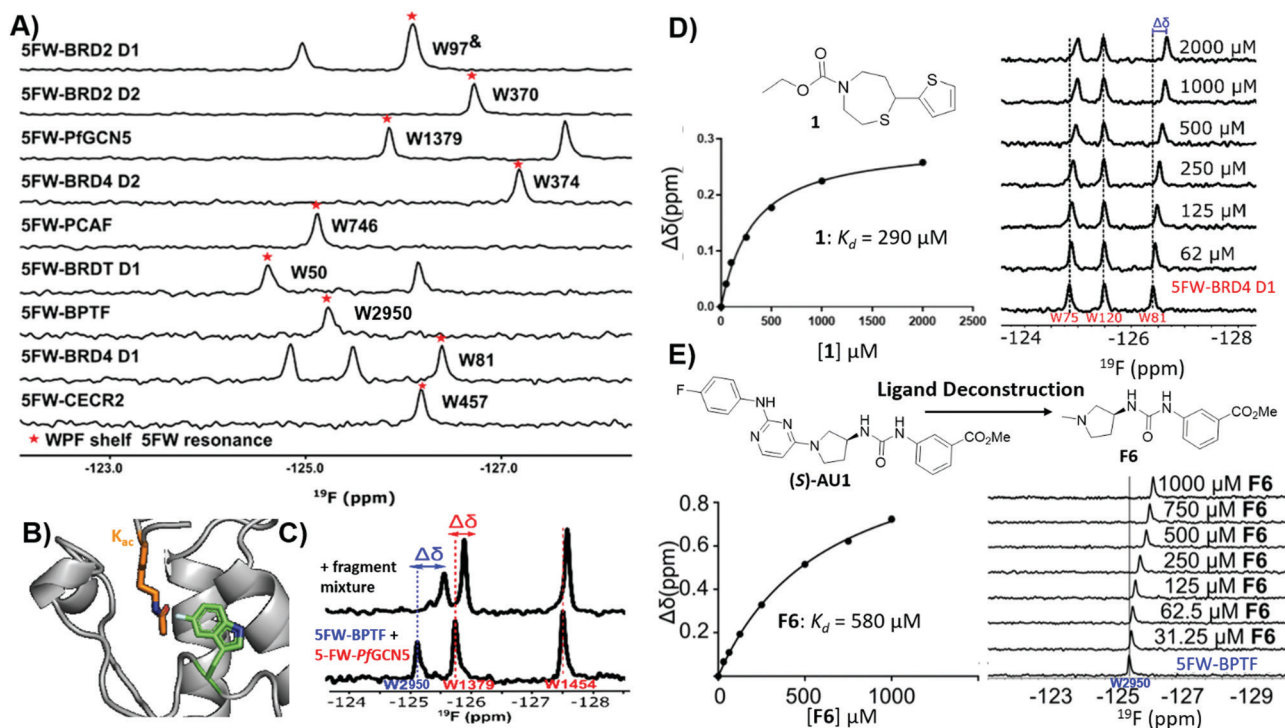 A)
5FW-BRD2 D1
W97&
5FW-BRD2 D2
W370
5FW-PfGCN5
W1379
5FW-BRD4 D2
W374
5FW-PCAF
W746
5FW-BRDT D1
W50
5FW-BPTF
W2950
5FW-BRD4 D1
W81
5FW-CECR2
W457
★ WPF shelf 5FW resonance
-123.0 -125.0 -127.0
19F (ppm)
B)
Kac
C)
Δδ
Δδ
+ fragment
mixture
5FW-BPTF +
5-FW-PfGCN5
W2950 W1379 W1454
-124 -125 -126 -127 -128
19F (ppm)
D)
O
O
N
S
S
1
Δδ(ppm)
0.3
0.2
0.1
0.0
1: Kd = 290 µM
0 500 1000 1500 2000 2500
[1] µM
Δδ
2000 µM
1000 µM
500 µM
250 µM
125 µM
62 µM
5FW-BRD4 D1
W75 W120 W81
-124 -126 -128
19F (ppm)
E)
Ligand Deconstruction
F
NH
N
N
N
H
N
O
H
N
CO2Me
(S)-AU1
N
H
N
O
H
N
CO2Me
F6
Δδ(ppm)
0.8
0.6
0.4
0.2
F6: Kd = 580 µM
0 500 1000
[F6] µM
1000 µM F6
750 µM F6
500 µM F6
250 µM F6
125 µM F6
62.5 µM F6
31.25 µM F6
5FW-BPTF
W2950
-123 -125 -127 -129
19F (ppm)